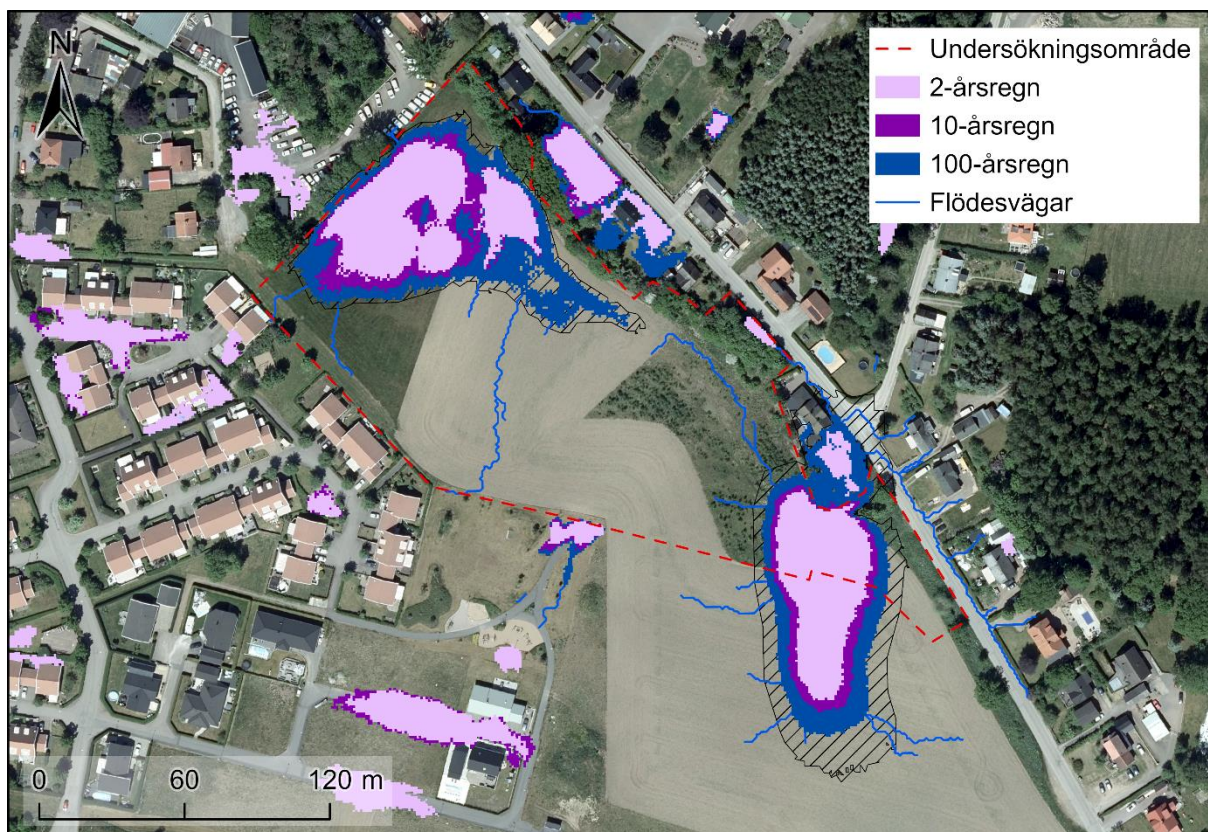 N
Undersökningsområde
2-årsregn
10-årsregn
100-årsregn
Flödesvägar
0 60 120 m